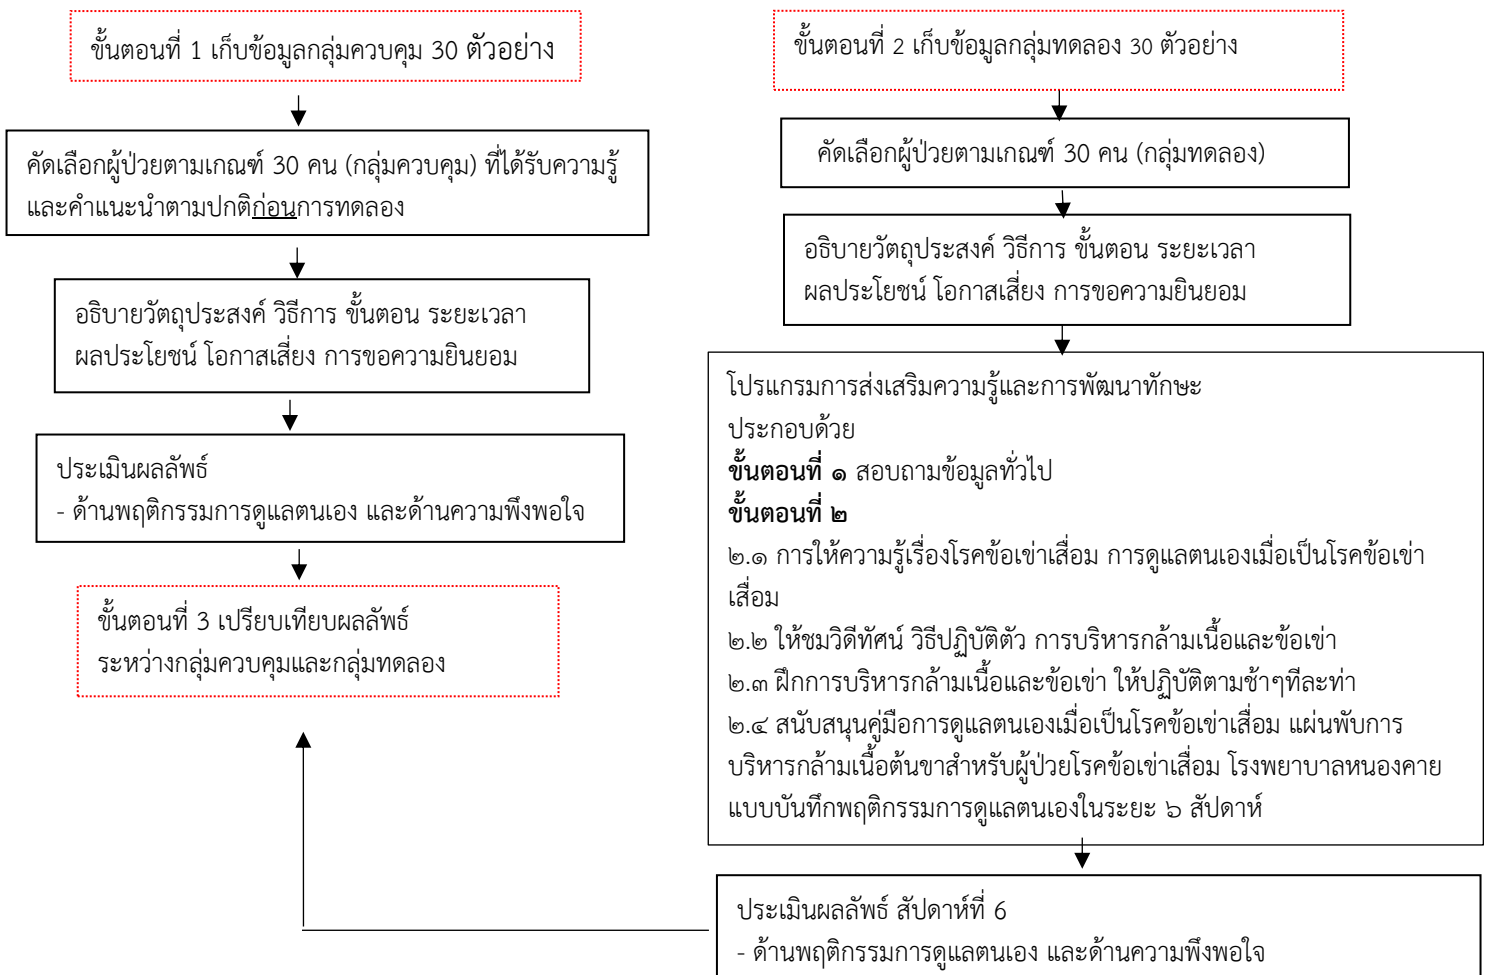 ขั้นตอนที่ 1 เก็บข้อมูลกลุ่มควบคุม 30 ตัวอย่าง
คัดเลือกผู้ป่วยตามเกณฑ์ 30 คน (กลุ่มควบคุม) ที่ได้รับความรู้
และคำแนะนำตามปกติก่อนการทดลอง
อธิบายวัตถุประสงค์ วิธีการ ขั้นตอน ระยะเวลา
ผลประโยชน์ โอกาสเสี่ยง การขอความยินยอม
ประเมินผลลัพธ์
- ด้านพฤติกรรมการดูแลตนเอง และด้านความพึงพอใจ
ขั้นตอนที่ 3 เปรียบเทียบผลลัพธ์
ระหว่างกลุ่มควบคุมและกลุ่มทดลอง
ขั้นตอนที่ 2 เก็บข้อมูลกลุ่มทดลอง 30 ตัวอย่าง
คัดเลือกผู้ป่วยตามเกณฑ์ 30 คน (กลุ่มทดลอง)
อธิบายวัตถุประสงค์ วิธีการ ขั้นตอน ระยะเวลา
ผลประโยชน์ โอกาสเสี่ยง การขอความยินยอม
โปรแกรมการส่งเสริมความรู้และการพัฒนาทักษะ
ประกอบด้วย
ขั้นตอนที่ ๑ สอบถามข้อมูลทั่วไป
ขั้นตอนที่ ๒
๒.๑ การให้ความรู้เรื่องโรคข้อเข่าเสื่อม การดูแลตนเองเมื่อเป็นโรคข้อเข่า
เสื่อม
๒.๒ ให้ชมวิดีทัศน์ วิธีปฏิบัติตัว การบริหารกล้ามเนื้อและข้อเข่า
๒.๓ ฝึกการบริหารกล้ามเนื้อและข้อเข่า ให้ปฏิบัติตามช้าๆทีละท่า
๒.๔ สนับสนุนคู่มือการดูแลตนเองเมื่อเป็นโรคข้อเข่าเสื่อม แผ่นพับการ
บริหารกล้ามเนื้อต้นขาสำหรับผู้ป่วยโรคข้อเข่าเสื่อม โรงพยาบาลหนองคาย
แบบบันทึกพฤติกรรมการดูแลตนเองในระยะ ๖ สัปดาห์
ประเมินผลลัพธ์ สัปดาห์ที่ 6
- ด้านพฤติกรรมการดูแลตนเอง และด้านความพึงพอใจ